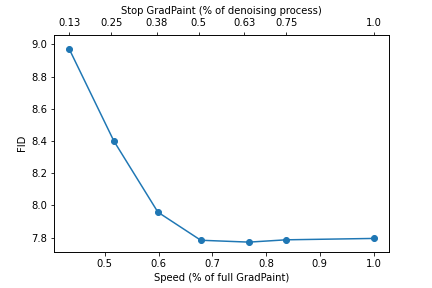 Stop GradPaint (% of denoising process)
0.13 0.25 0.38 0.5 0.63 0.75 1.0
9.0
8.8
8.6
8.4
8.2
8.0
7.8
FID
0.5 0.6 0.7 0.8 0.9 1.0
Speed (% of full GradPaint)